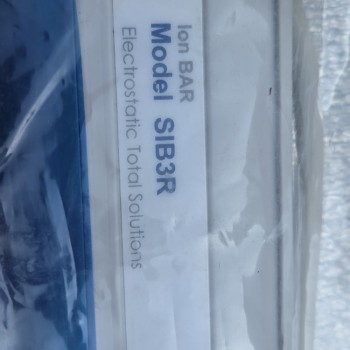 Ion BAR
Model SIB3R
Electrostatic Total Solutions